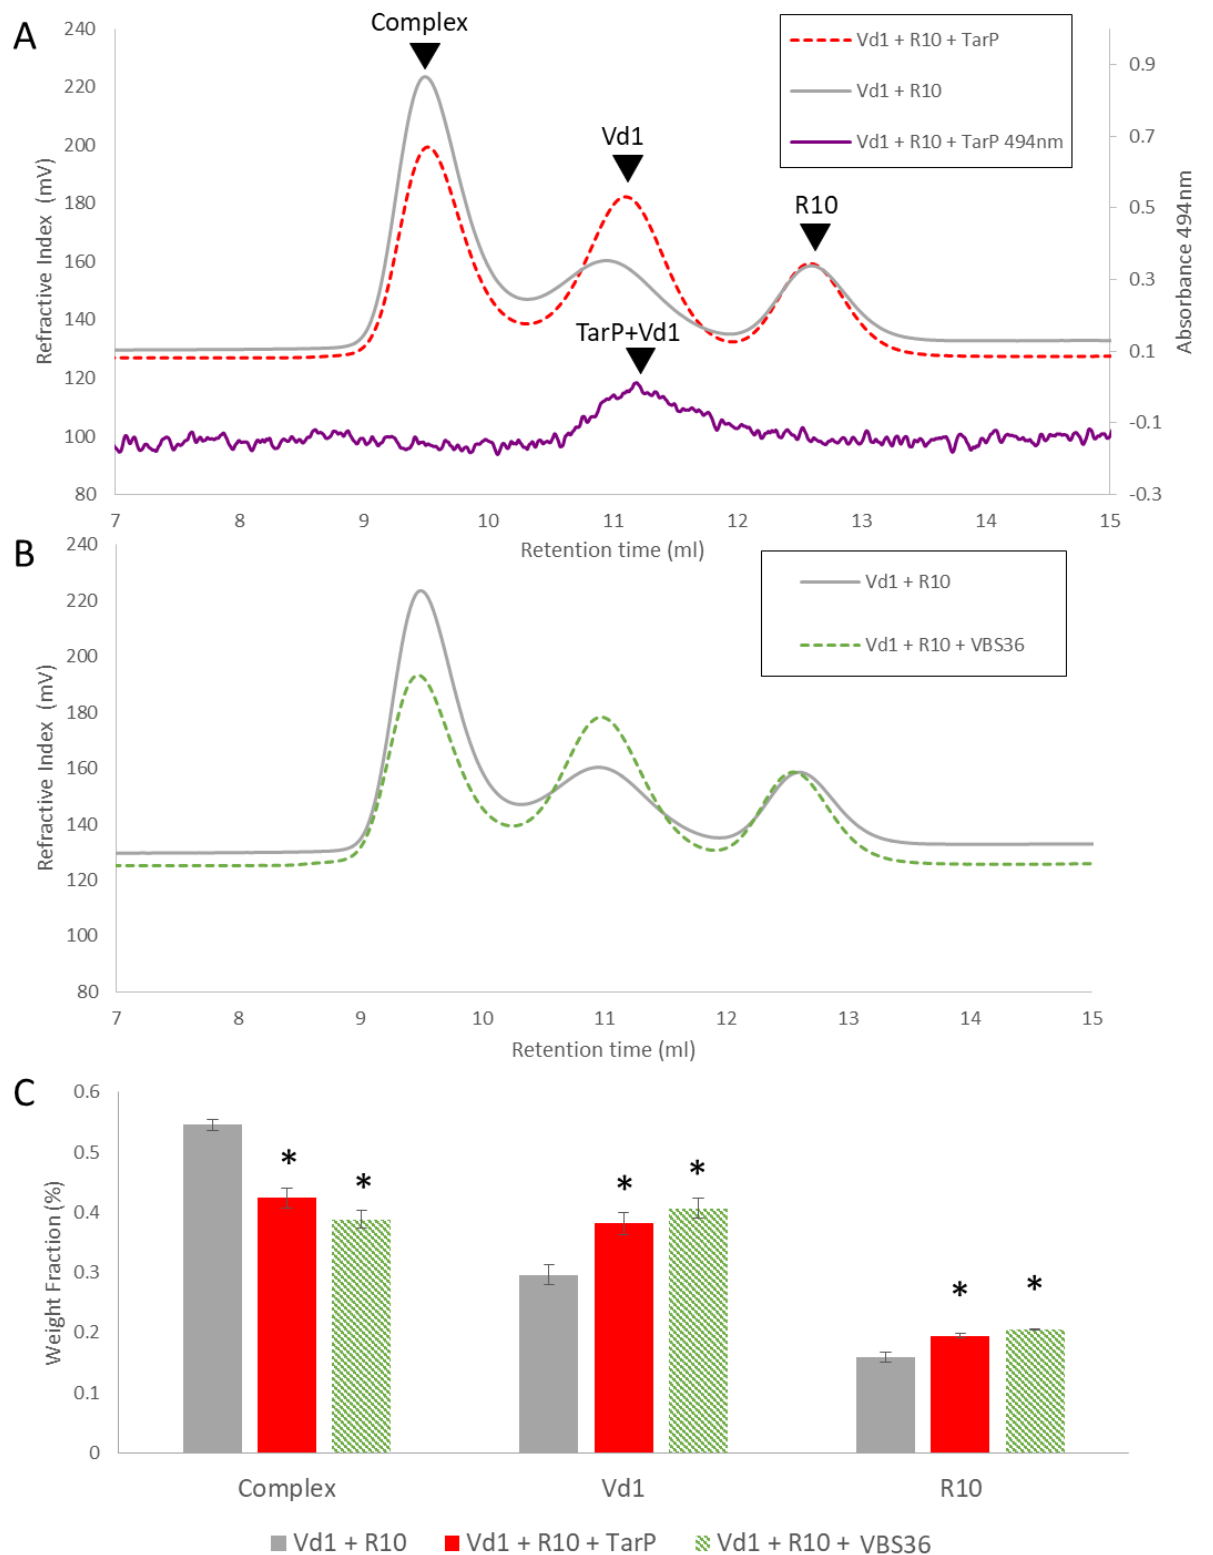 A
240
220
200
180
160
140
120
100
80
Refractive Index (mV)
Complex
Vd1
R10
TarP+Vd1
Vd1 + R10 + TarP
Vd1 + R10
Vd1 + R10 + TarP 494nm
0.9
0.7
0.5
0.3
0.1
-0.1
-0.3
Absorbance 494nm
7 8 9 10 11 12 13 14 15
Retention time (ml)
B
240
220
200
180
160
140
120
100
80
Refractive Index (mV)
Vd1 + R10
Vd1 + R10 + VBS36
7 8 9 10 11 12 13 14 15
Retention time (ml)
C
0.6
0.5
0.4
0.3
0.2
0.1
0
Weight Fraction (%)
* * * * * *
Complex Vd1 R10
Vd1 + R10 Vd1 + R10 + TarP Vd1 + R10 + VBS36